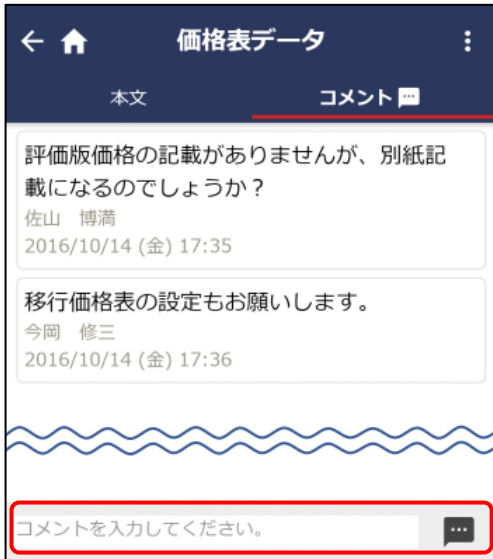 価格表データ
本文
コメント
評価版価格の記載がありませんが、別紙記
載になるのでしょうか？
佐山　博満
2016/10/14 (金) 17:35
移行価格表の設定もお願いします。
今岡　修三
2016/10/14 (金) 17:36
コメントを入力してください。